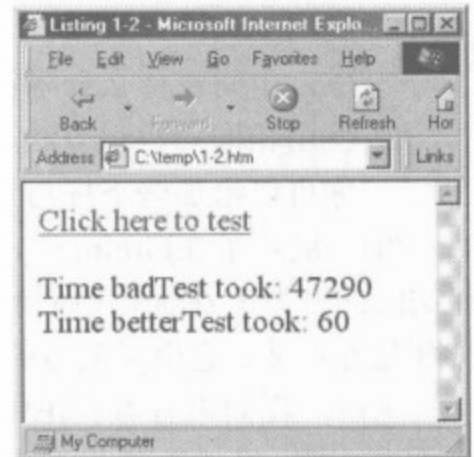 Listing 1-2 - Microsoft Internet Explo...
File Edit View Go Favorites Help
Back Forward Stop Refresh Hor
Address C:\temp\1-2.htm Links
Click here to test
Time badTest took: 47290
Time betterTest took: 60
My Computer